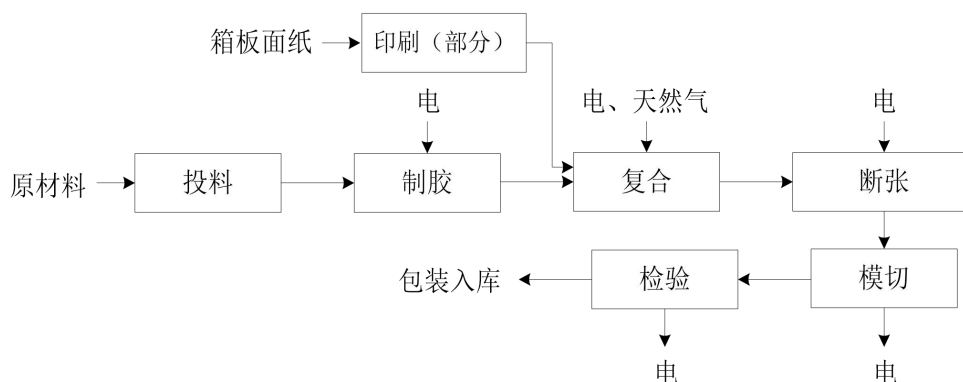 箱板面纸
印刷（部分）
电
电、天然气
电
原材料
投料
制胶
复合
断张
包装入库
检验
模切
电
电